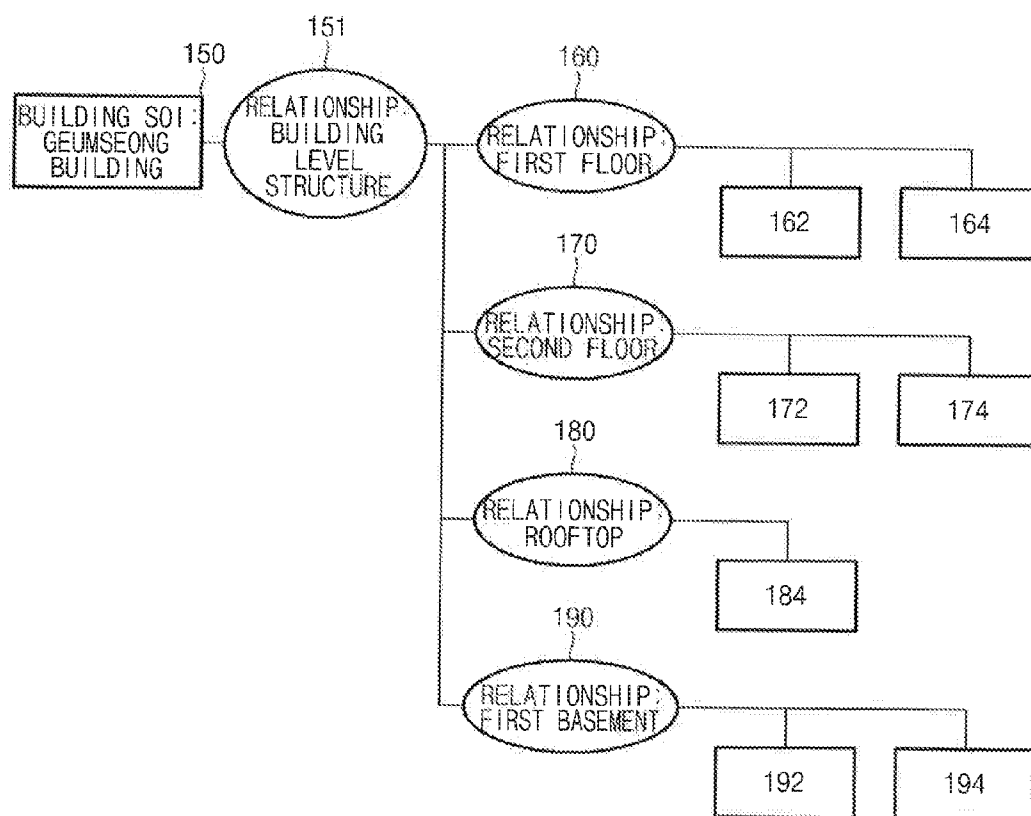 150
BUILDING SOI:
GEUMSEONG
BUILDING
151
RELATIONSHIP:
BUILDING
LEVEL
STRUCTURE
160
RELATIONSHIP:
FIRST FLOOR
162
164
170
RELATIONSHIP:
SECOND FLOOR
172
174
180
RELATIONSHIP:
ROOFTOP
184
190
RELATIONSHIP:
FIRST BASEMENT
192
194